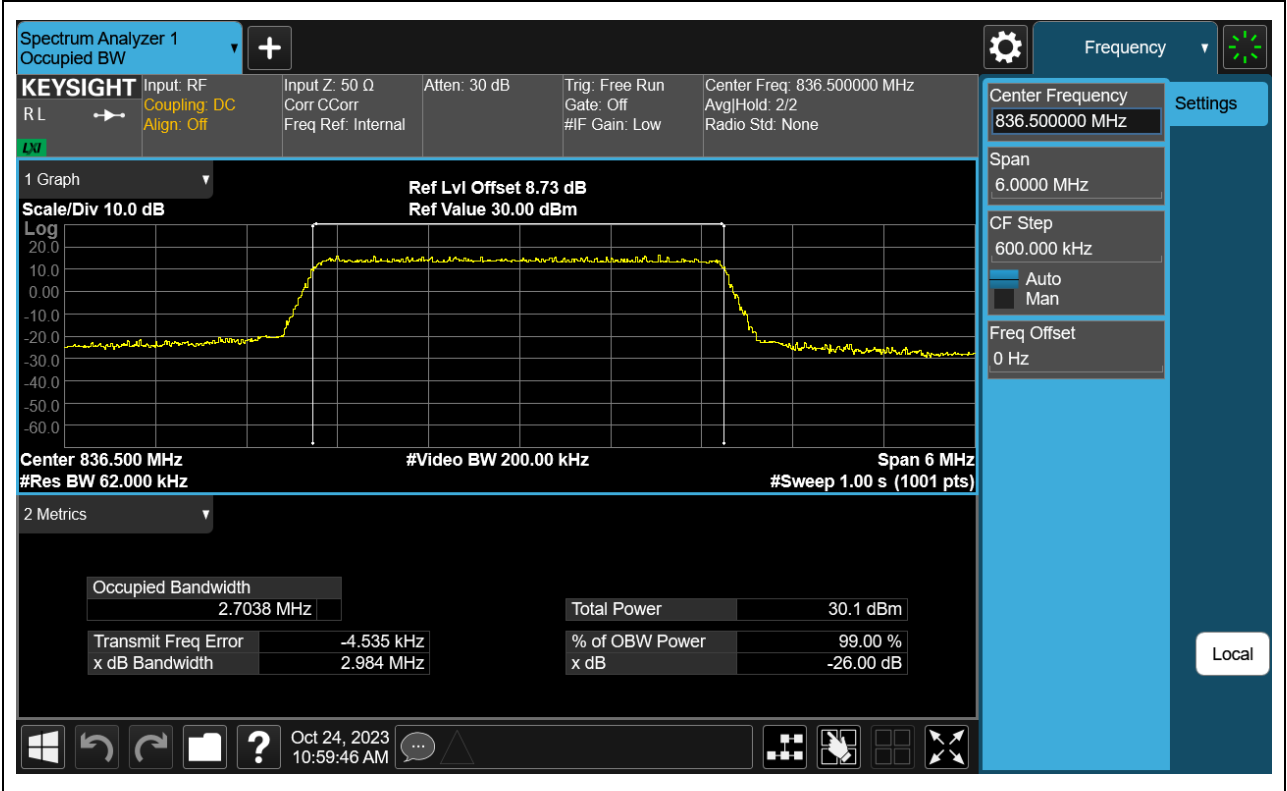 Spectrum Analyzer 1
Occupied BW
Frequency
KEYSIGHT
R L
LXI
Input: RF
Coupling: DC
Align: Off
Input Z: 50 Ω
Corr CCorr
Freq Ref: Internal
Atten: 30 dB
Trig: Free Run
Gate: Off
#IF Gain: Low
Center Freq: 836.500000 MHz
Avg|Hold: 2/2
Radio Std: None
Center Frequency
836.500000 MHz
Settings
Span
6.0000 MHz
CF Step
600.000 kHz
Auto
Man
Freq Offset
0 Hz
Local
1 Graph
Scale/Div 10.0 dB
Ref Lvl Offset 8.73 dB
Ref Value 30.00 dBm
Log
20.0
10.0
0.00
-10.0
-20.0
-30.0
-40.0
-50.0
-60.0
Center 836.500 MHz
#Video BW 200.00 kHz
Span 6 MHz
#Res BW 62.000 kHz
#Sweep 1.00 s (1001 pts)
2 Metrics
Occupied Bandwidth
2.7038 MHz
Total Power 30.1 dBm
Transmit Freq Error -4.535 kHz
% of OBW Power 99.00 %
x dB Bandwidth 2.984 MHz
x dB -26.00 dB
Oct 24, 2023
10:59:46 AM